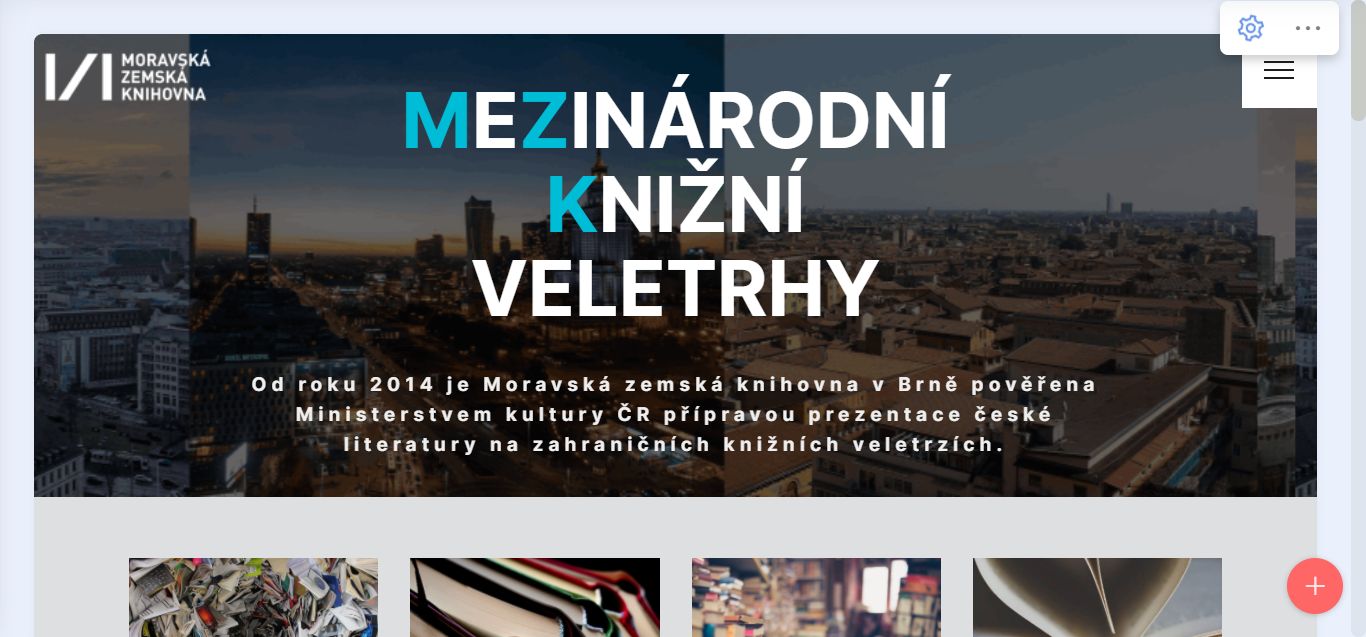 MORAVSKÁ
ZEMSKÁ
KNIHOVNA
MEZINÁRODNÍ
KNIŽNÍ
VELETRHY
Od roku 2014 je Moravská zemská knihovna v Brně pověřena
Ministerstvem kultury ČR přípravou prezentace české
literatury na zahraničních knižních veletrzích.